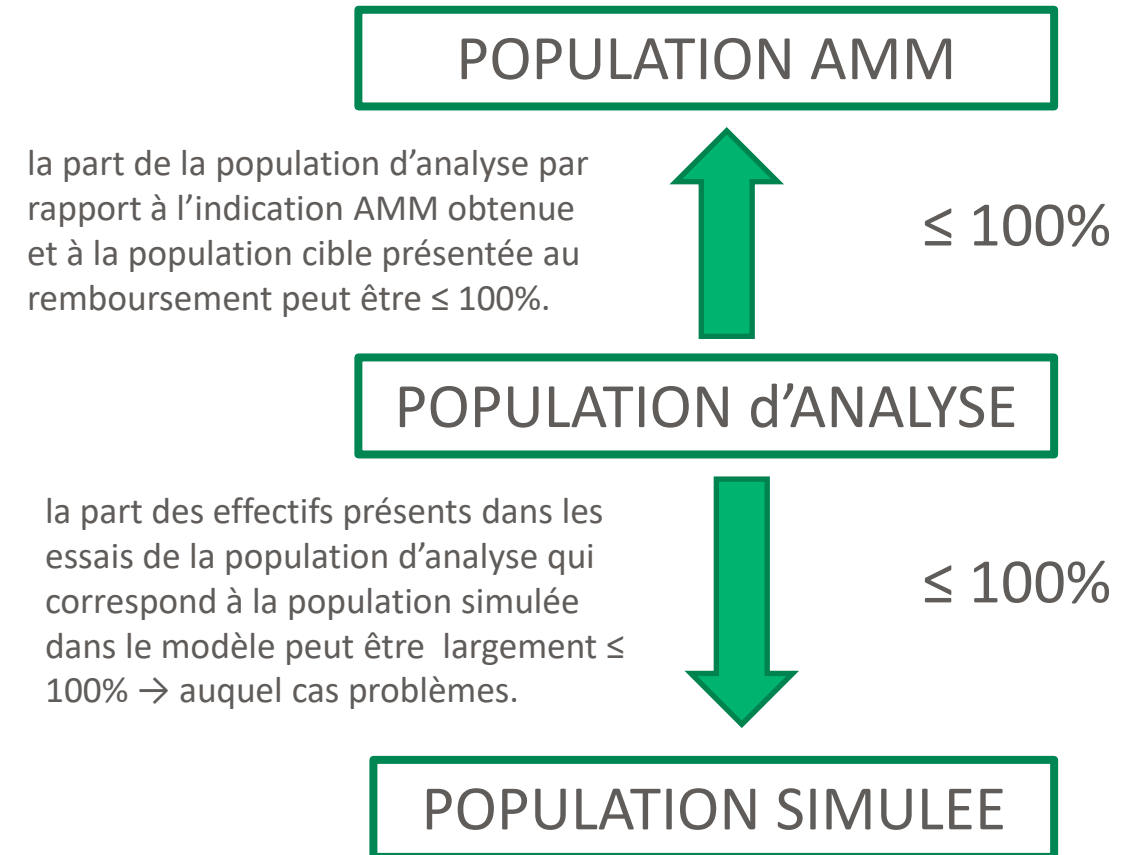 POPULATION AMM
la part de la population d’analyse par
rapport à l’indication AMM obtenue
et à la population cible présentée au
remboursement peut être ≤ 100%.
≤ 100%
POPULATION d’ANALYSE
la part des effectifs présents dans les
essais de la population d’analyse qui
correspond à la population simulée
dans le modèle peut être largement ≤
100% → auquel cas problèmes.
≤ 100%
POPULATION SIMULEE